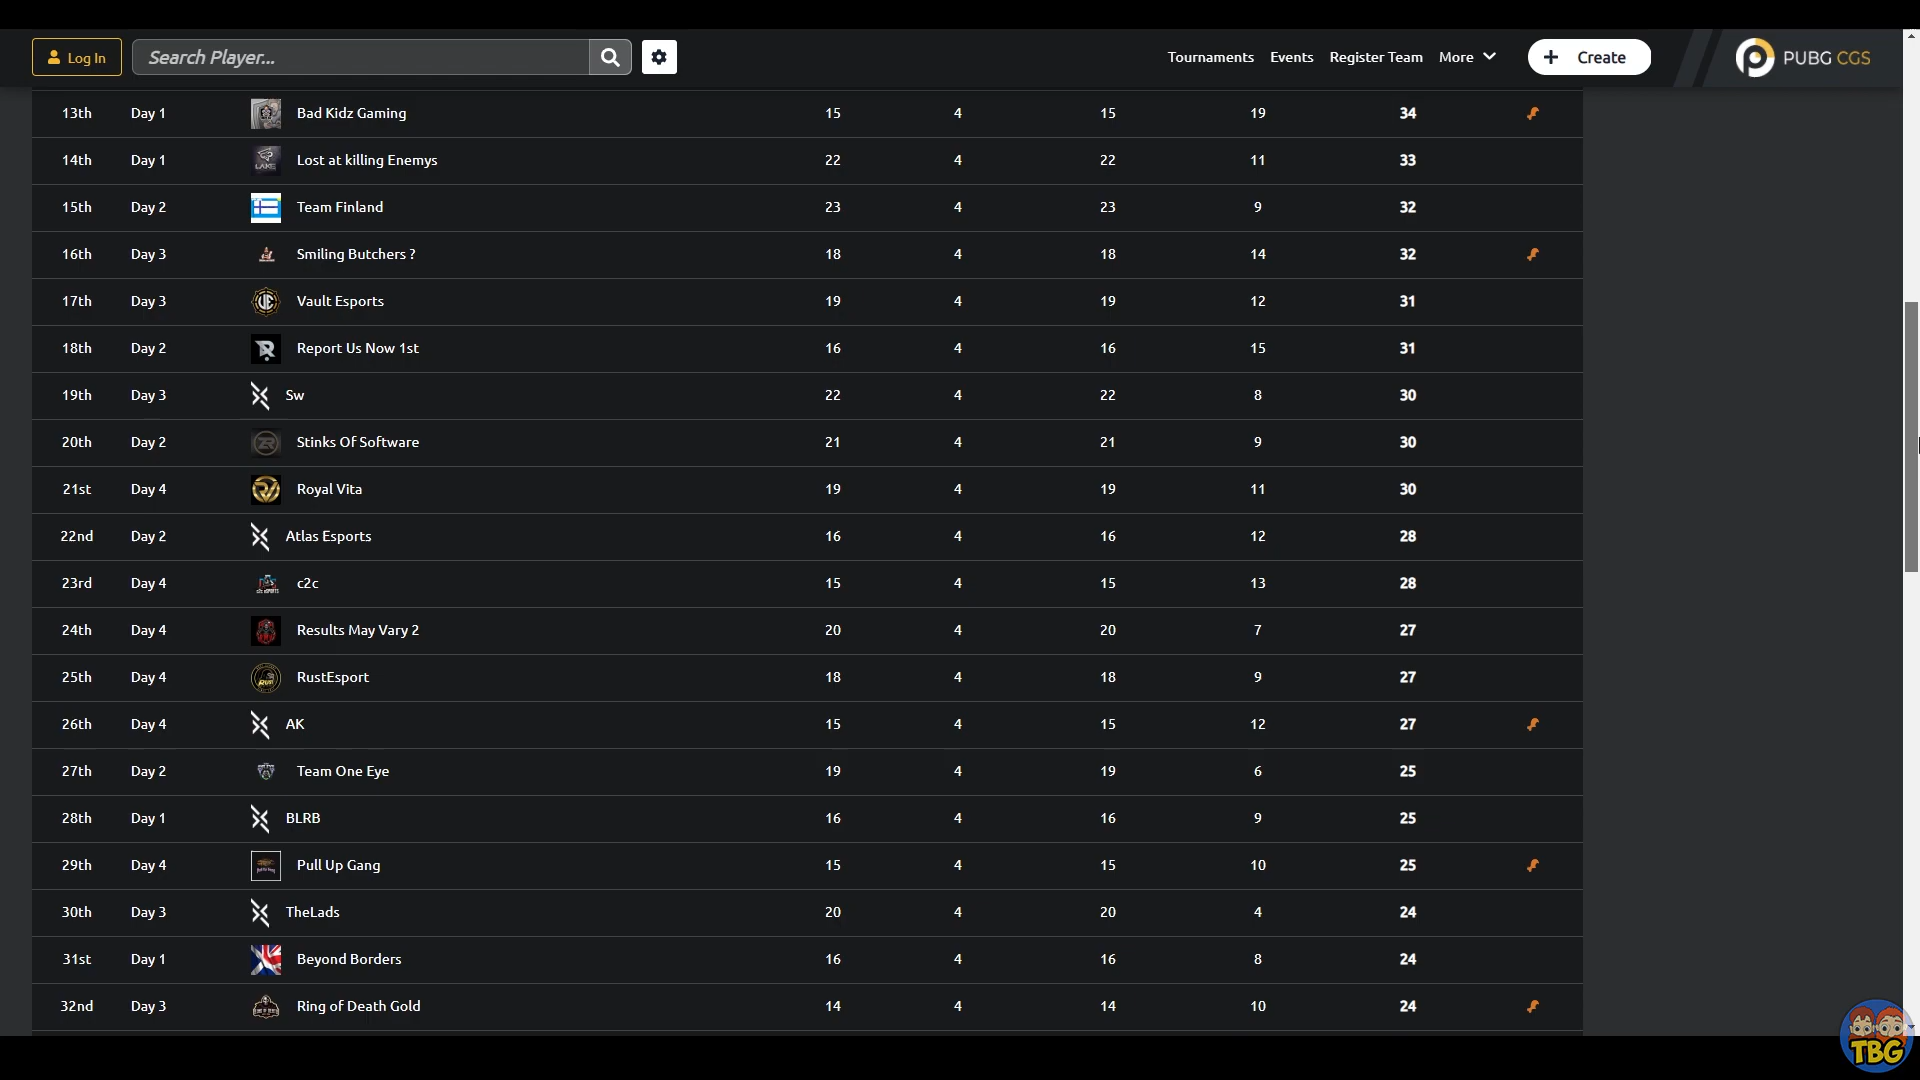 Log In Search Player... Tournaments Events Register Team More Create PUBG CGS
13th Day 1 Bad Kidz Gaming 15 4 15 19 34
14th Day 1 LAKE Lost at killing Enemys 22 4 22 11 33
15th Day 2 Team Finland 23 4 23 9 32
16th Day 3 Smiling Butchers ? 18 4 18 14 32
17th Day 3 Vault Esports 19 4 19 12 31
18th Day 2 Report Us Now 1st 16 4 16 15 31
19th Day 3 Sw 22 4 22 8 30
20th Day 2 Stinks Of Software 21 4 21 9 30
21st Day 4 Royal Vita 19 4 19 11 30
22nd Day 2 Atlas Esports 16 4 16 12 28
23rd Day 4 c2c 15 4 15 13 28
24th Day 4 Results May Vary 2 20 4 20 7 27
25th Day 4 RustEsport 18 4 18 9 27
26th Day 4 AK 15 4 15 12 27
27th Day 2 Team One Eye 19 4 19 6 25
28th Day 1 BLRB 16 4 16 9 25
29th Day 4 Pull Up Gang 15 4 15 10 25
30th Day 3 TheLads 20 4 20 4 24
31st Day 1 Beyond Borders 16 4 16 8 24
32nd Day 3 Ring of Death Gold 14 4 14 10 24
TBG